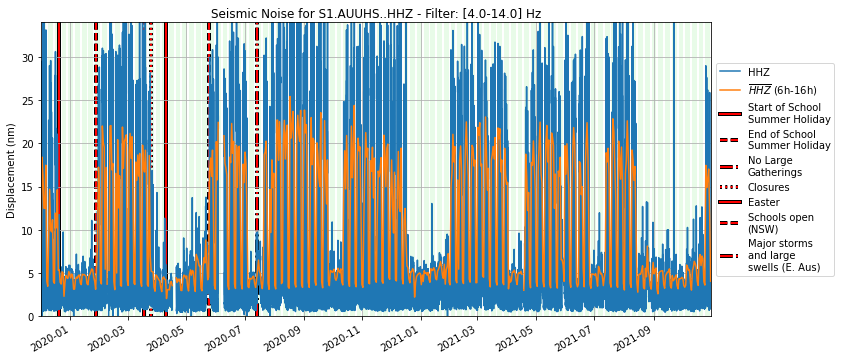 Seismic Noise for S1.AUUHS..HHZ - Filter: [4.0-14.0] Hz
Displacement (nm)
30
25
20
15
10
5
0
2020-01
2020-03
2020-05
2020-07
2020-09
2020-11
2021-01
2021-03
2021-05
2021-07
2021-09
HHZ
HHZ (6h-16h)
Start of School
Summer Holiday
End of School
Summer Holiday
No Large
Gatherings
Closures
Easter
Schools open
(NSW)
Major storms
and large
swells (E. Aus)